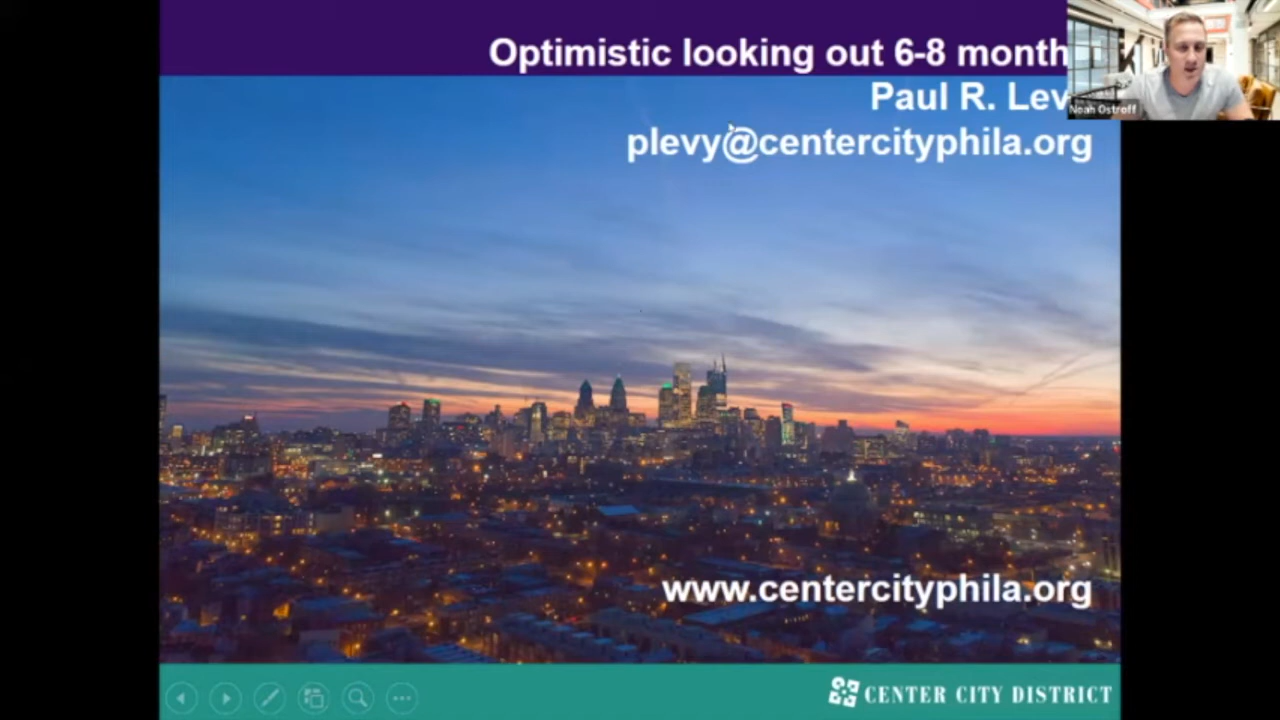 Optimistic looking out 6-8 month
Paul R. Lev
plevy@centercityphila.org
Noah Ostroff
www.centercityphila.org
CENTER CITY DISTRICT